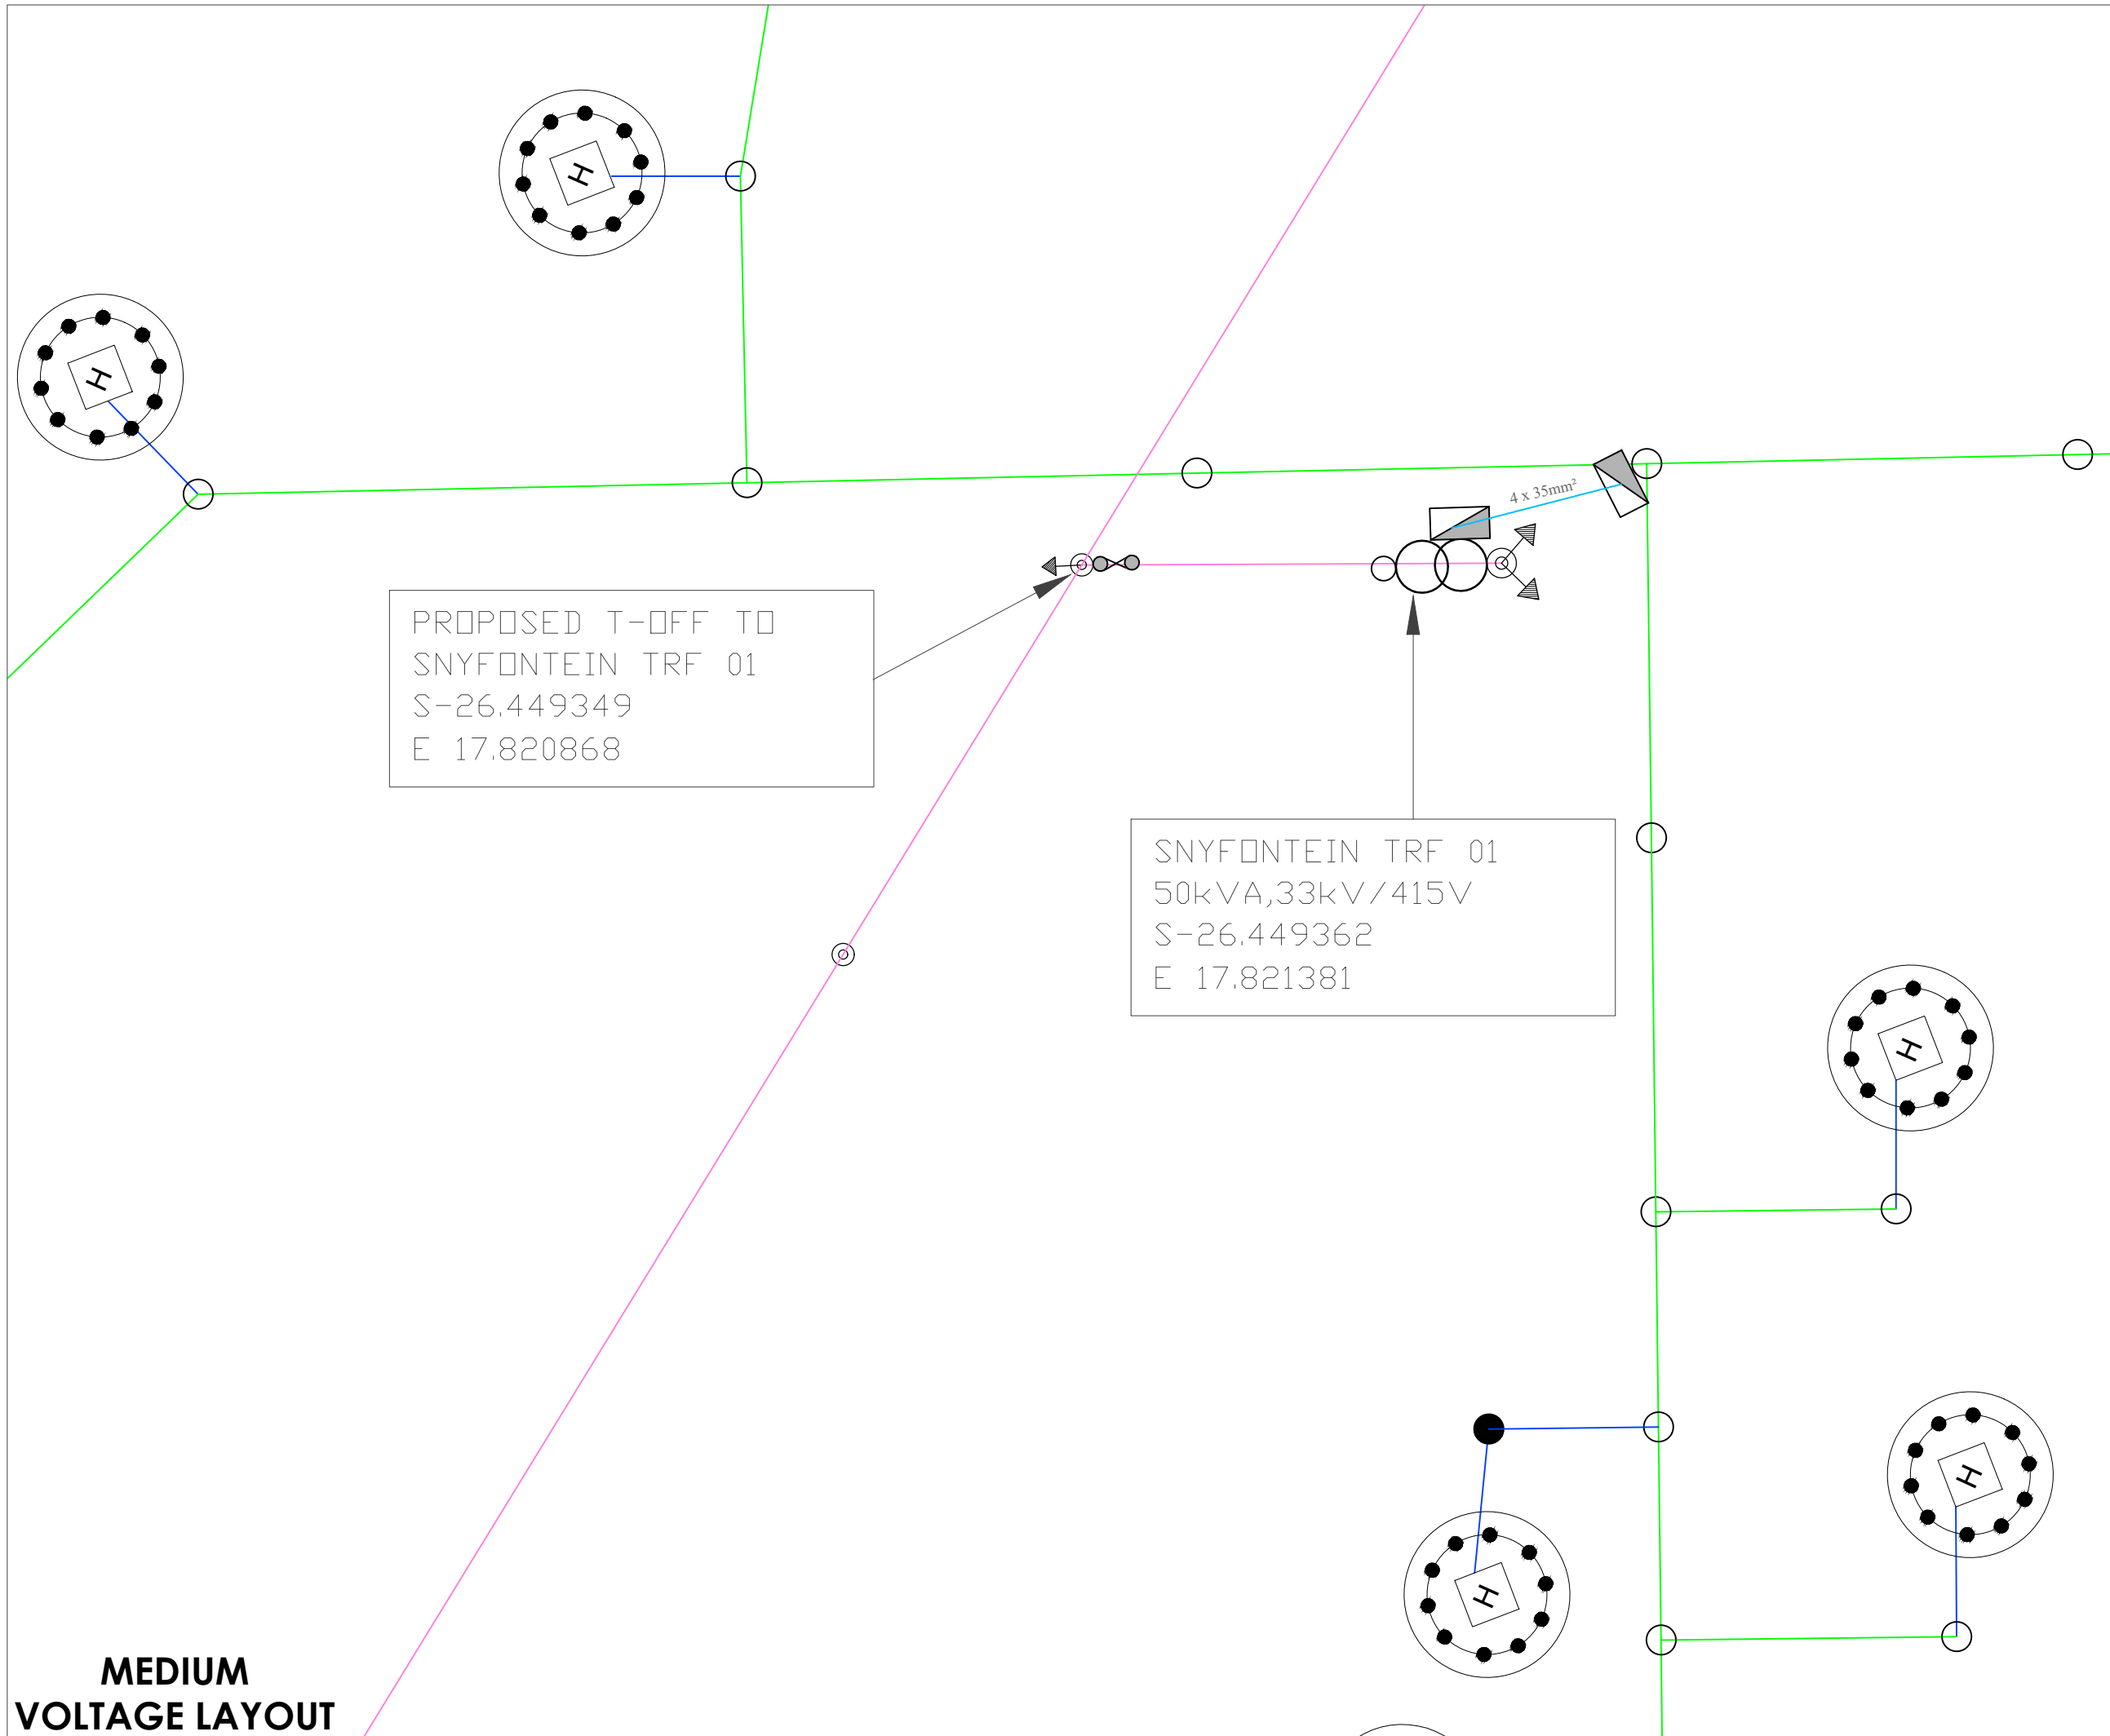 H
H
4 x 35mm²
PROPOSED T-OFF TO
SNYFONTEIN TRF 01
S-26.449349
E 17.820868
SNYFONTEIN TRF 01
50kVA,33kV/415V
S-26.449362
E 17.821381
H
H
H
MEDIUM
VOLTAGE LAYOUT